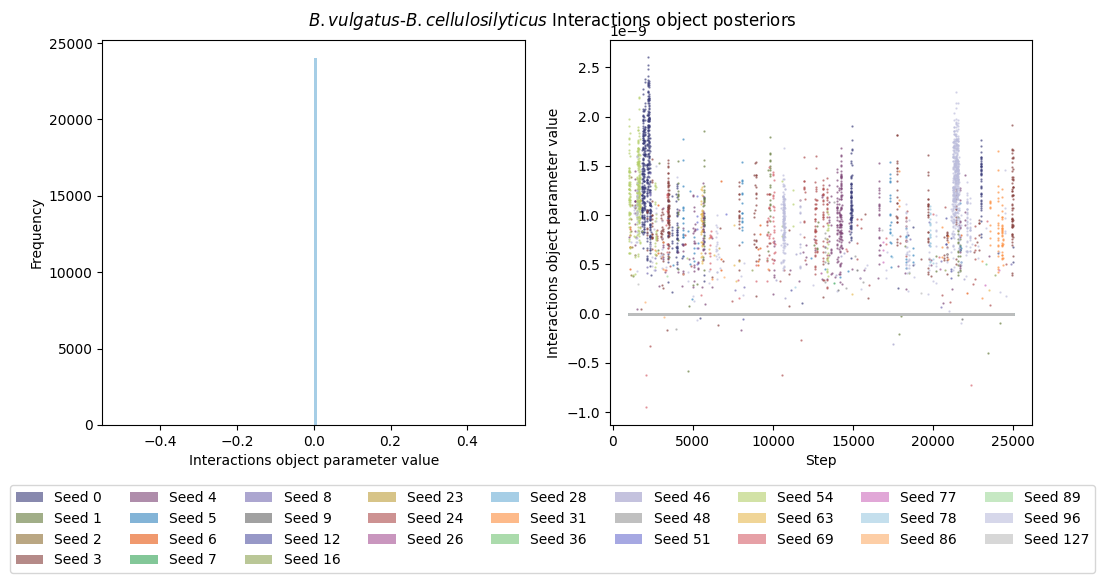 B.vulgatus-B.cellulosilyticus Interactions object posteriors
25000
20000
15000
10000
5000
0
Frequency
−0.4 −0.2 0.0 0.2 0.4
Interactions object parameter value
1e−9
2.5
2.0
1.5
1.0
0.5
0.0
−0.5
−1.0
Interactions object parameter value
0 5000 10000 15000 20000 25000
Step
Seed 0 Seed 4 Seed 8 Seed 23 Seed 28 Seed 46 Seed 54 Seed 77 Seed 89
Seed 1 Seed 5 Seed 9 Seed 24 Seed 31 Seed 48 Seed 63 Seed 78 Seed 96
Seed 2 Seed 6 Seed 12 Seed 26 Seed 36 Seed 51 Seed 69 Seed 86 Seed 127
Seed 3 Seed 7 Seed 16